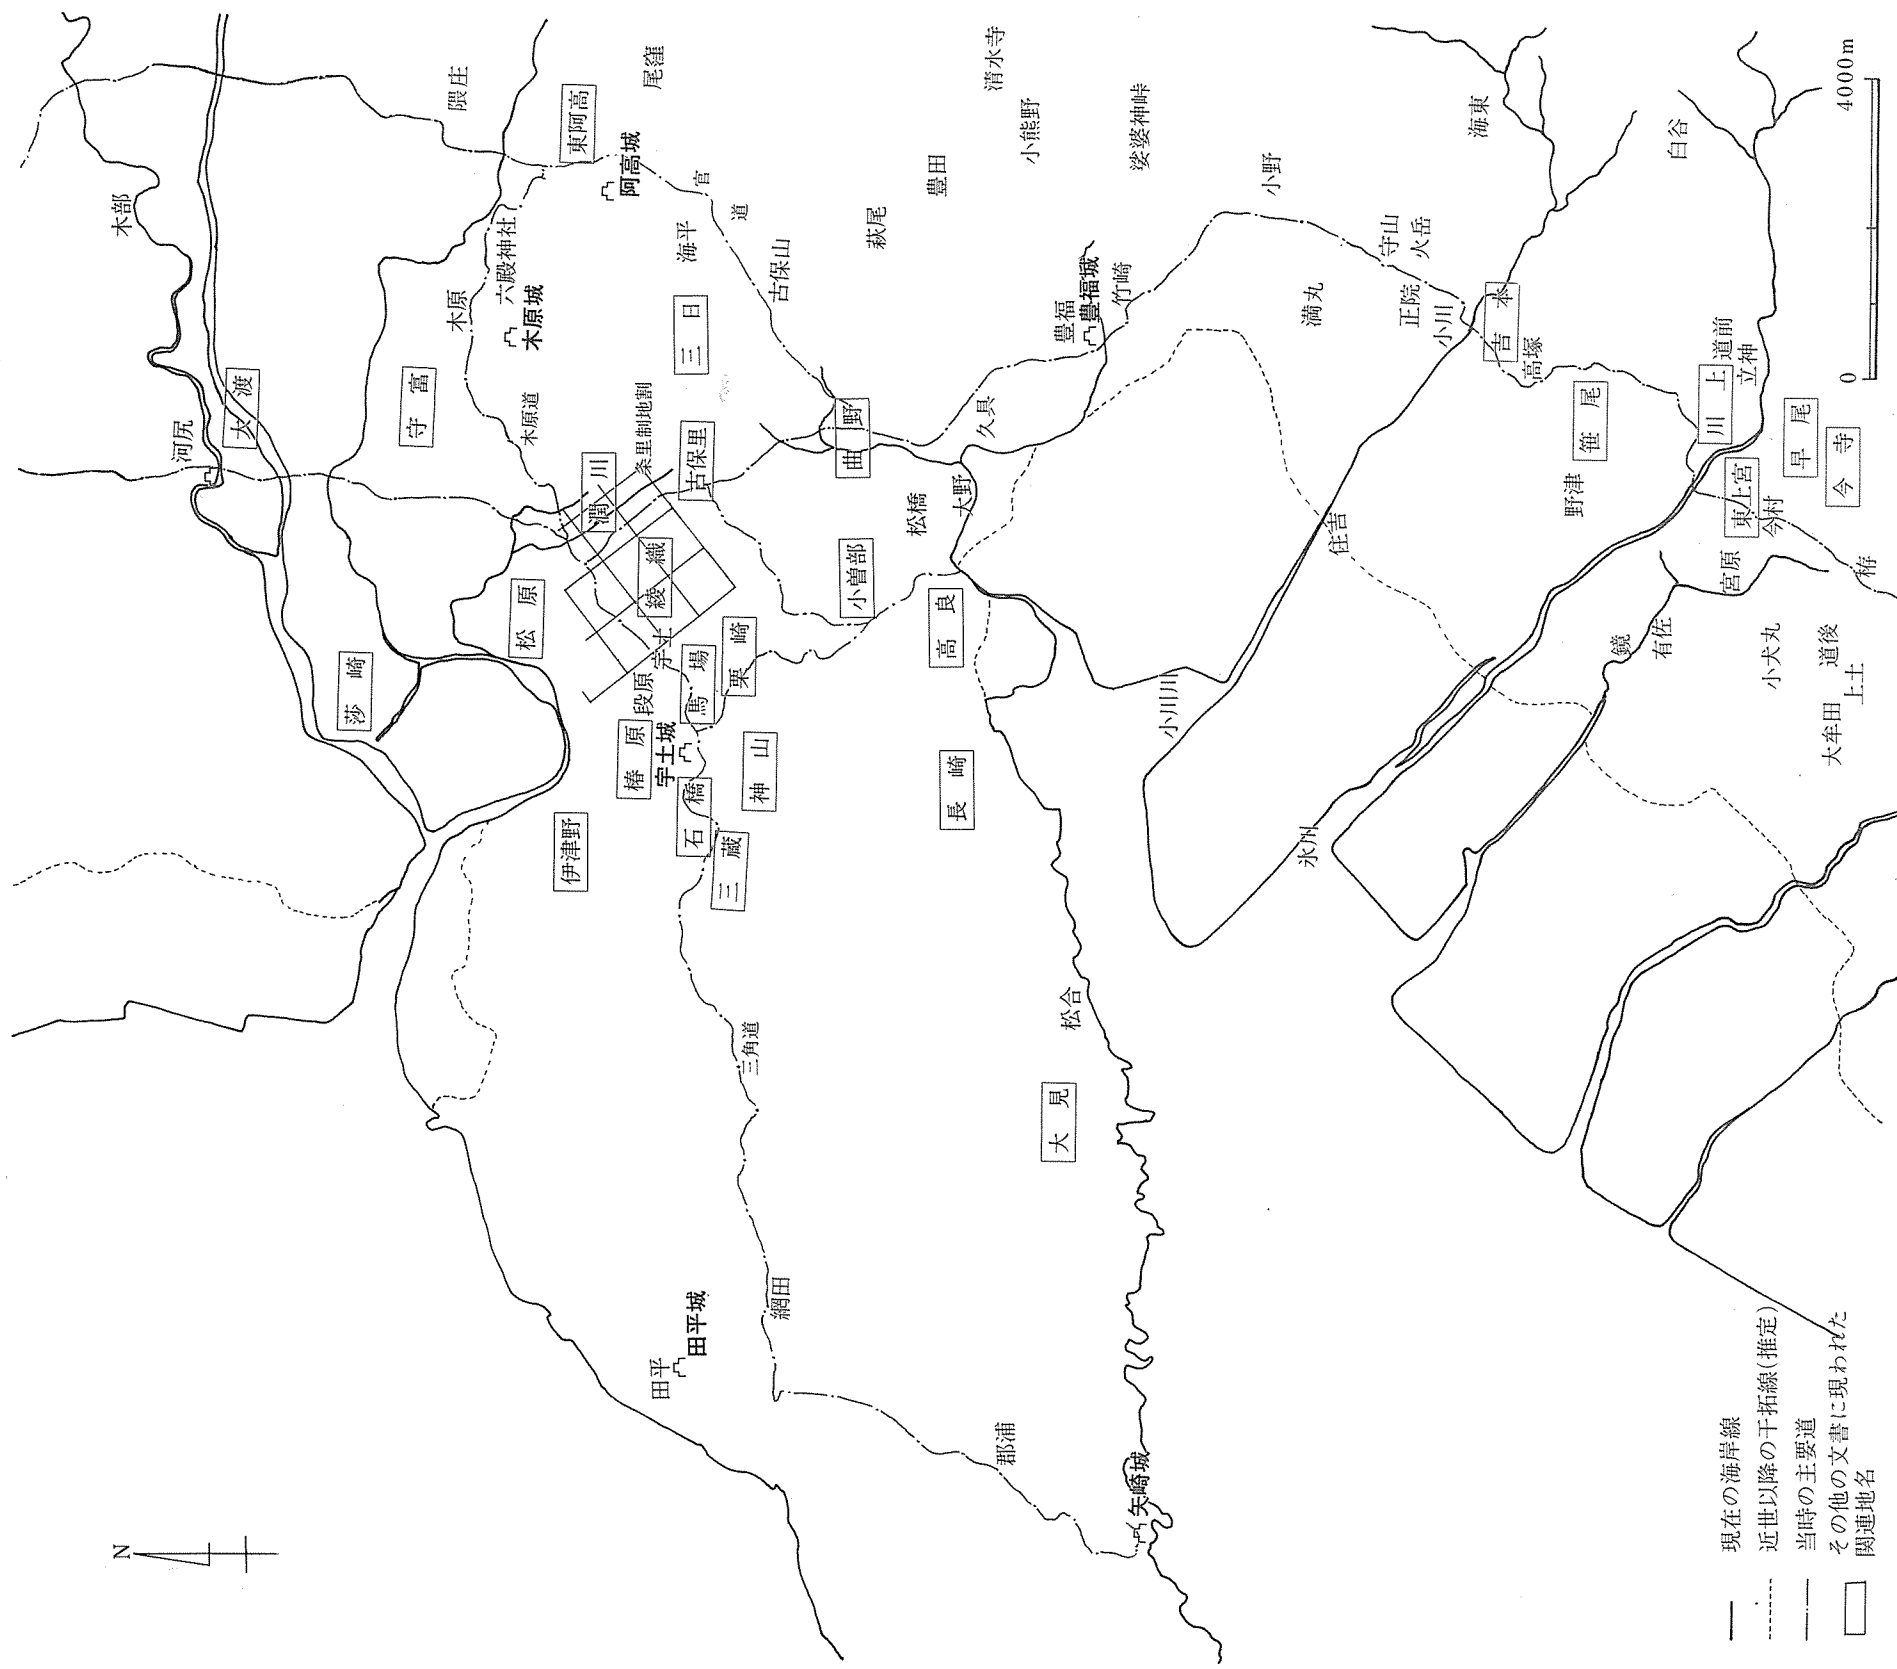 N
木部
河尻
大渡
隈庄
東阿高
尾窪
阿高城
六殿神社
木原
木原城
守富
木原道
海平
官道
三日
古保山
豊田
萩尾
小熊野
清水寺
娑婆神峠
小野
海東
白谷
条里制地割
潤川
古保里
曲野
久具
豊福
豊福城
竹崎
満丸
守山
火岳
正院
小川
吉本
高塚
笹尾
野津
道前
川上
立神
早尾
今寺
東上宮
今村
宮原
栫
松橋
大野
小曽部
綾織
松原
莎崎
宇土
段原
馬場
栗崎
椿原
宇土城
石橋
神山
三蔵
伊津野
高良
長崎
小川川
住吉
氷川
鏡
有佐
小犬丸
道後
上土
大牟田
松合
三角道
大見
網田
田平
田平城
郡浦
矢崎城
0
4000m
現在の海岸線
近世以降の干拓線(推定)
当時の主要道
その他の文書に現われた
関連地名